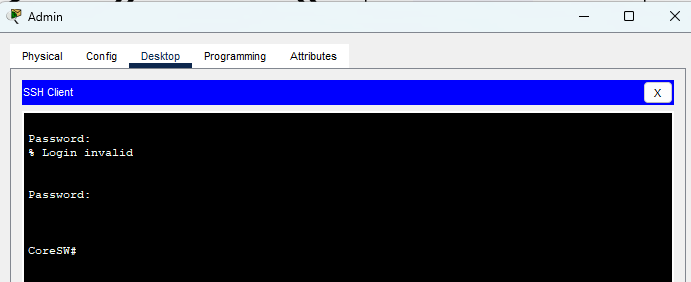 Admin
Physical Config Desktop Programming Attributes
SSH Client X
Password:
% Login invalid
Password:
CoreSW#